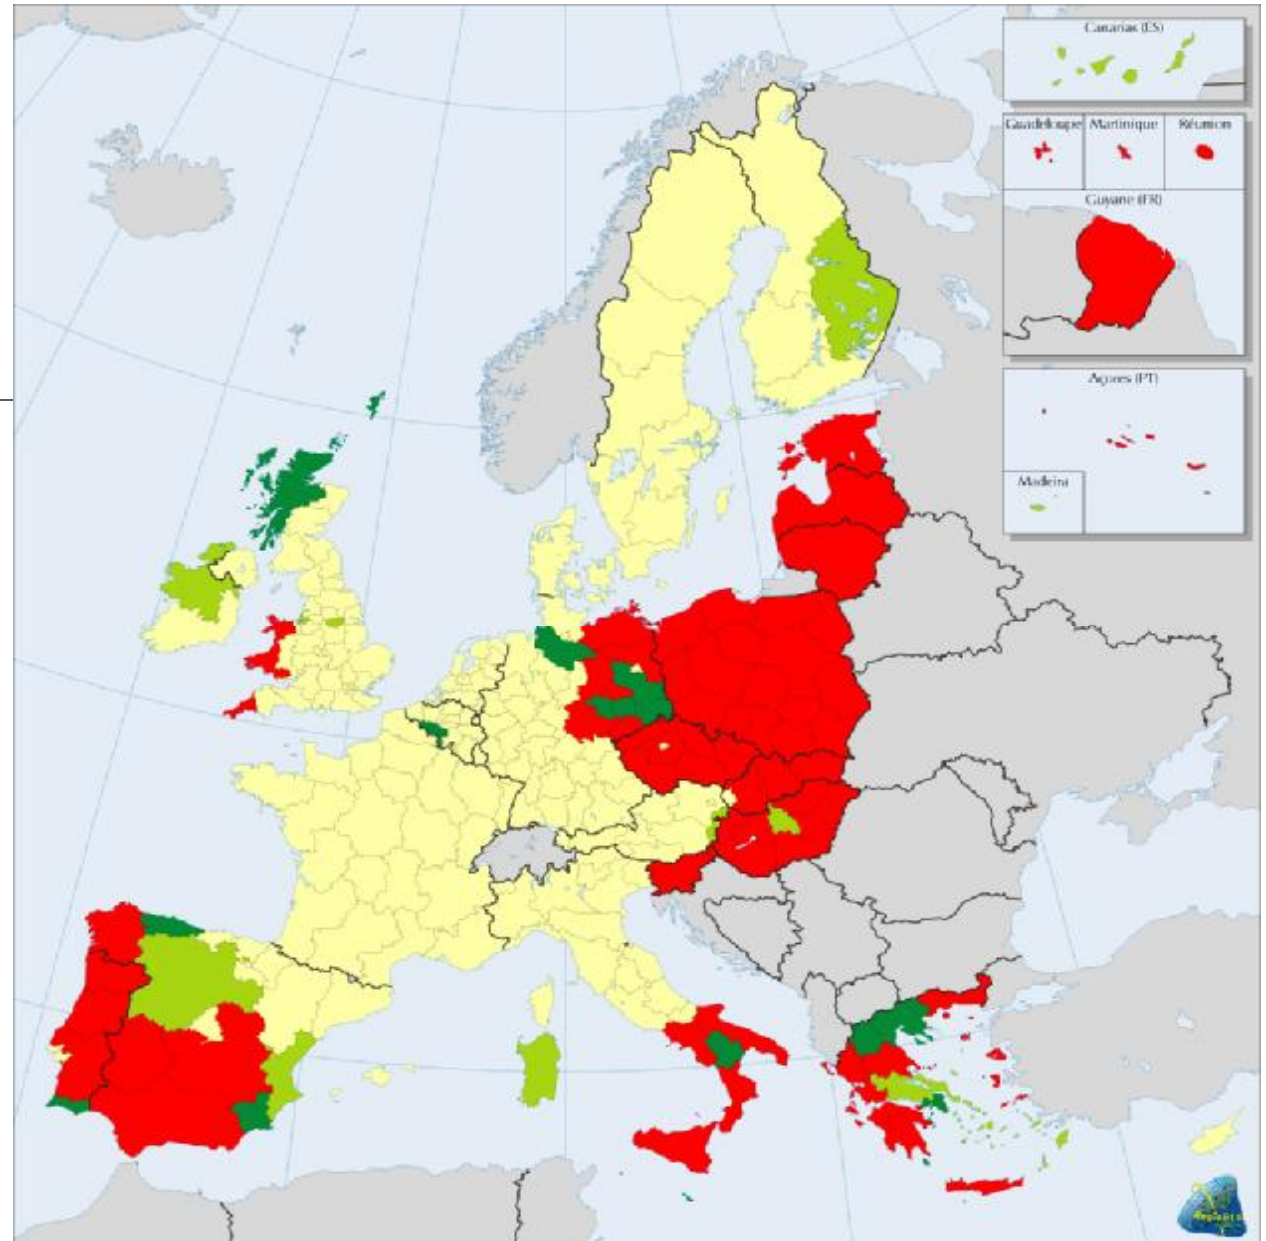 Canarias (ES)
Guadeloupe
Martinique
Réunion
Guyane (FR)
Açores (PT)
Madeira